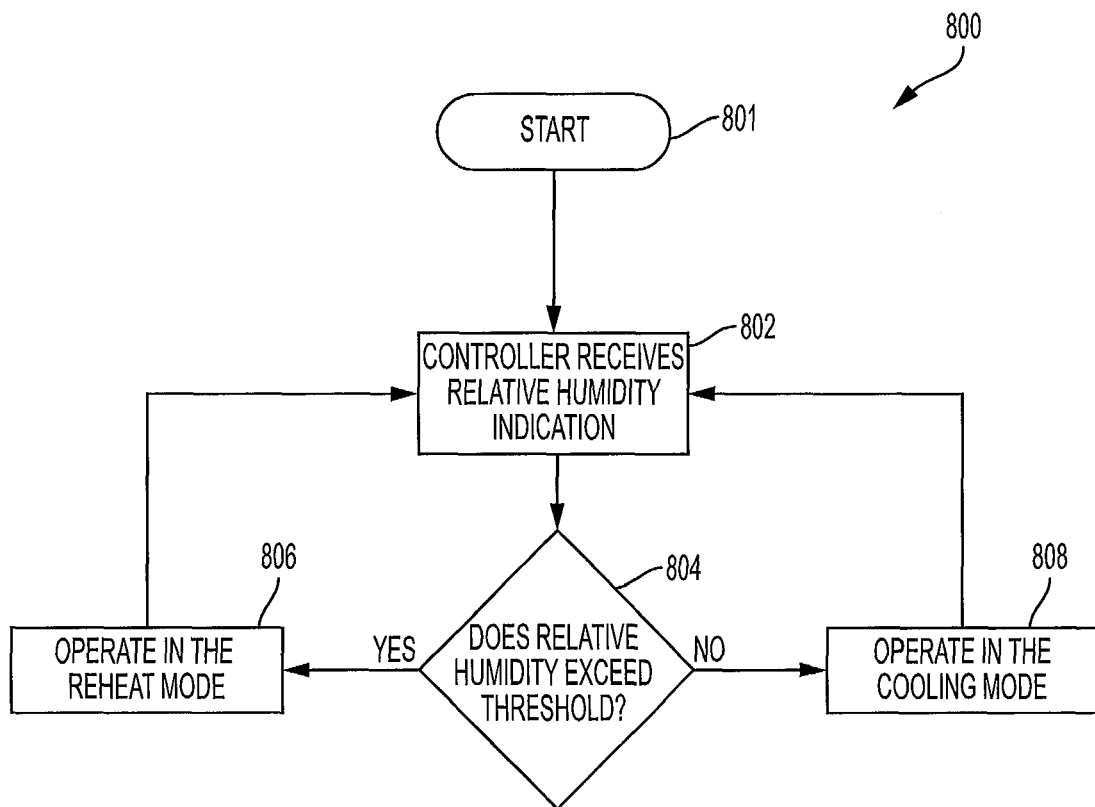 800
START
801
802
CONTROLLER RECEIVES
RELATIVE HUMIDITY
INDICATION
806
804
808
OPERATE IN THE
REHEAT MODE
YES
DOES RELATIVE
HUMIDITY EXCEED
THRESHOLD?
NO
OPERATE IN THE
COOLING MODE